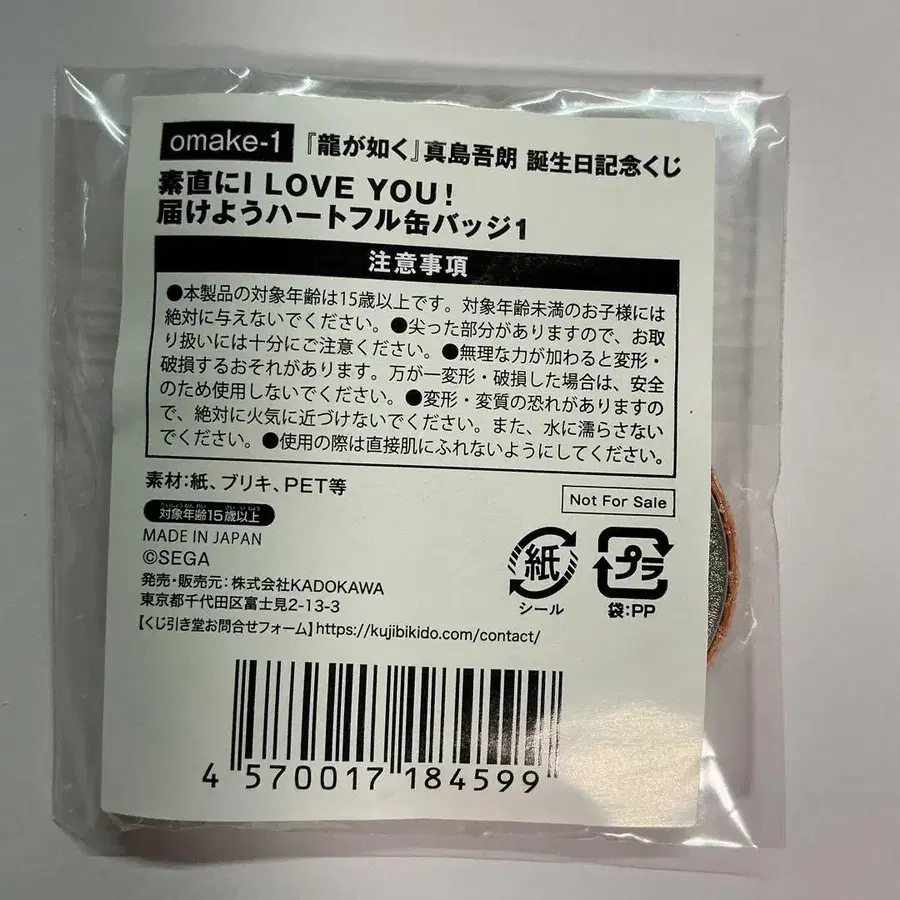 omake-1 『龍が如く』真島吾朗 誕生日記念くじ
素直にI LOVE YOU!
届けようハートフル缶バッジ1
注意事項
●本製品の対象年齢は15歳以上です。対象年齢未満のお子様には
絶対に与えないでください。●尖った部分がありますので、お取
り扱いには十分にご注意ください。●無理な力が加わると変形・
破損するおそれがあります。万が一変形・破損した場合は、安全
のため使用しないでください。●変形・変質の恐れがありますの
で、絶対に火気に近づけないでください。また、水に濡らさない
でください。●使用の際は直接肌にふれないようにしてください。
素材:紙、ブリキ、PET等
Not For Sale
対象年齢15歳以上
MADE IN JAPAN
©SEGA
発売・販売元:株式会社KADOKAWA
東京都千代田区富士見2-13-3
【くじ引き堂お問合せフォーム】https://kujibikido.com/contact/
紙
シール
プラ
袋:PP
4 570017 184599